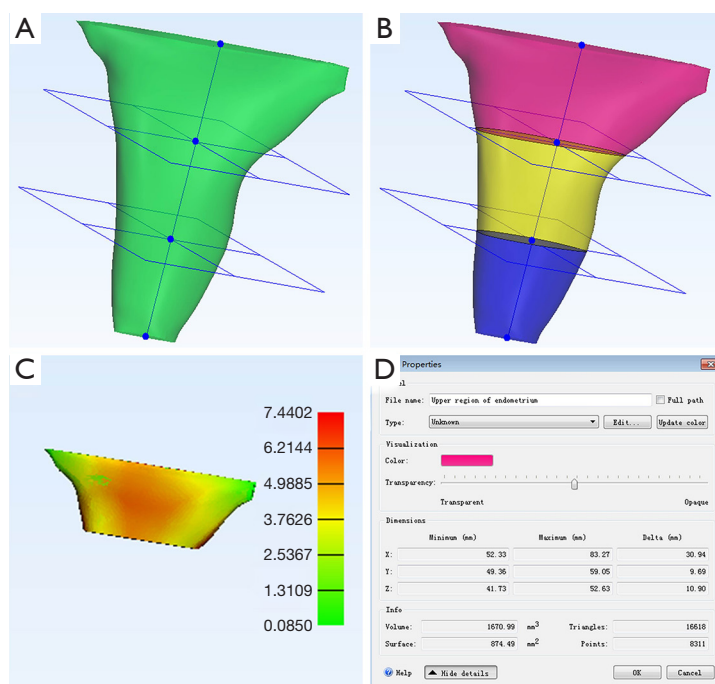 A
B
C
7.4402
6.2144
4.9885
3.7626
2.5367
1.3109
0.0850
D
Properties
File name: Upper region of endometrium Full path
Type: Unknown Edit... Update color
Visualization
Color:
Transparency:
Transparent Opaque
Dimensions
Minimum (mm) Maximum (mm) Delta (mm)
X: 52.33 83.27 30.94
Y: 49.36 59.05 9.69
Z: 41.73 52.63 10.90
Info
Volume: 1670.99 mm3 Triangles: 16618
Surface: 874.49 mm2 Points: 8311
Help Hide details OK Cancel